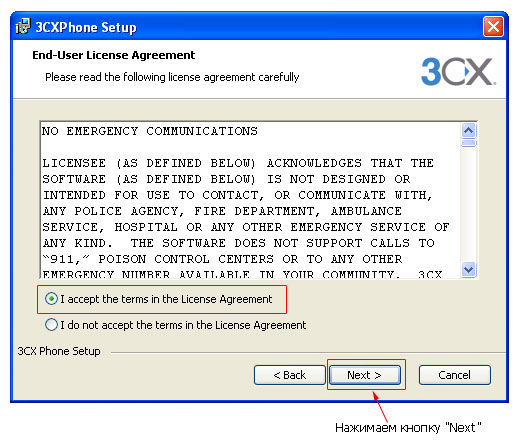 3CXPhone Setup
End-User License Agreement
Please read the following license agreement carefully
3CX
NO EMERGENCY COMMUNICATIONS
LICENSEE (AS DEFINED BELOW) ACKNOWLEDGES THAT THE
SOFTWARE (AS DEFINED BELOW) IS NOT DESIGNED OR
INTENDED FOR USE TO CONTACT, OR COMMUNICATE WITH,
ANY POLICE AGENCY, FIRE DEPARTMENT, AMBULANCE
SERVICE, HOSPITAL OR ANY OTHER EMERGENCY SERVICE OF
ANY KIND.  THE SOFTWARE DOES NOT SUPPORT CALLS TO
“911,” POISON CONTROL CENTERS OR TO ANY OTHER
EMERGENCY NUMBER AVAILABLE IN YOUR COMMUNITY.  3CX
I accept the terms in the License Agreement
I do not accept the terms in the License Agreement
3CX Phone Setup
< Back
Next >
Cancel
Нажимаем кнопку "Next"